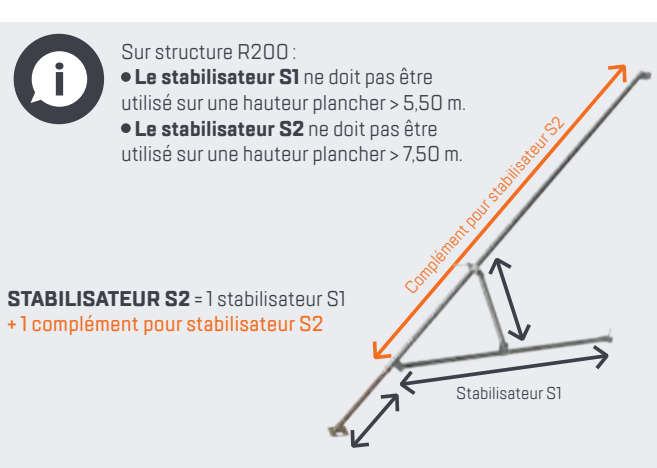 i
Sur structure R200 :
• Le stabilisateur S1 ne doit pas être
utilisé sur une hauteur plancher > 5,50 m.
• Le stabilisateur S2 ne doit pas être
utilisé sur une hauteur plancher > 7,50 m.
Complément pour stabilisateur S2
STABILISATEUR S2 = 1 stabilisateur S1
+ 1 complément pour stabilisateur S2
Stabilisateur S1